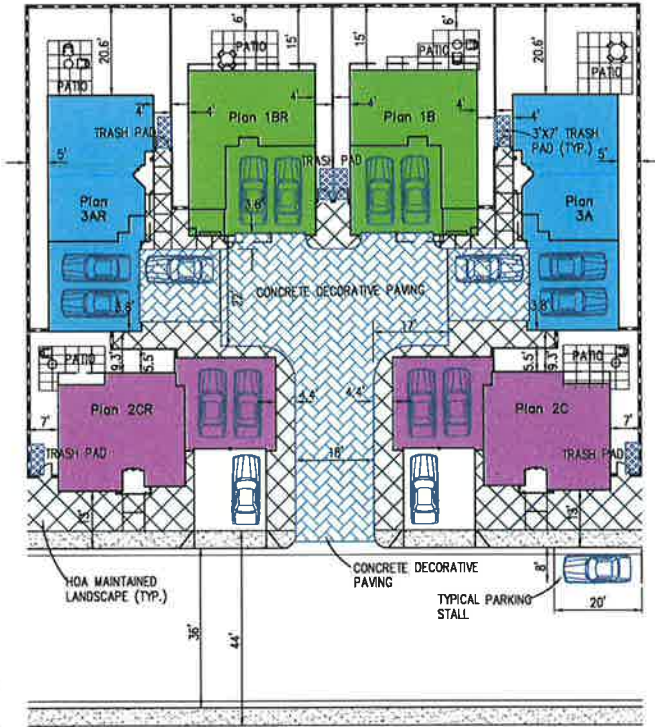 6'
15'
15'
6'
20.6'
20.6'
PATIO
PATIO
PATIO
PATIO
4'
4'
4'
4'
4'
4'
Plan 1BR
Plan 1B
TRASH PAD
TRASH PAD
3'X7' TRASH
PAD (TYP.)
5'
5'
Plan
3AR
Plan
3A
3.8'
3.8'
3.8'
22'
CONCRETE DECORATIVE PAVING
17'
PATIO
9.3'
5.5'
5.5'
9.3'
PATIO
4.4'
4.4'
Plan 2CR
Plan 2C
7'
7'
TRASH PAD
TRASH PAD
18'
15'
15'
HOA MAINTAINED
LANDSCAPE (TYP.)
CONCRETE DECORATIVE
PAVING
TYPICAL PARKING
STALL
8'
20'
36'
44'